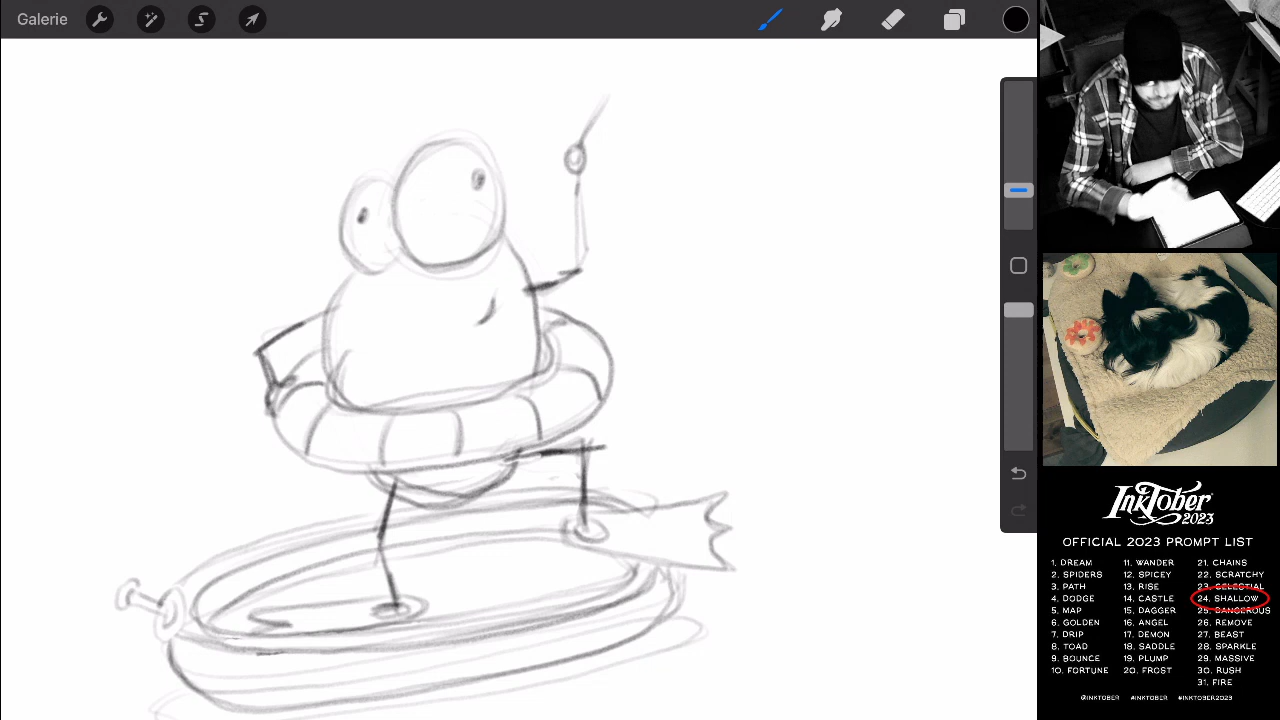 Galerie
INKTOBER
2023
OFFICIAL 2023 PROMPT LIST
1. DREAM
2. SPIDERS
3. PATH
4. DODGE
5. MAP
6. GOLDEN
7. DRIP
8. TOAD
9. BOUNCE
10. FORTUNE
11. WANDER
12. SPICEY
13. RISE
14. CASTLE
15. DAGGER
16. ANGEL
17. DEMON
18. SADDLE
19. PLUMP
20. FROST
21. CHAINS
22. SCRATCHY
23. CELESTIAL
24. SHALLOW
25. DANGEROUS
26. REMOVE
27. BEAST
28. SPARKLE
29. MASSIVE
30. RUSH
31. FIRE
@INKTOBER #INKTOBER #INKTOBER2023